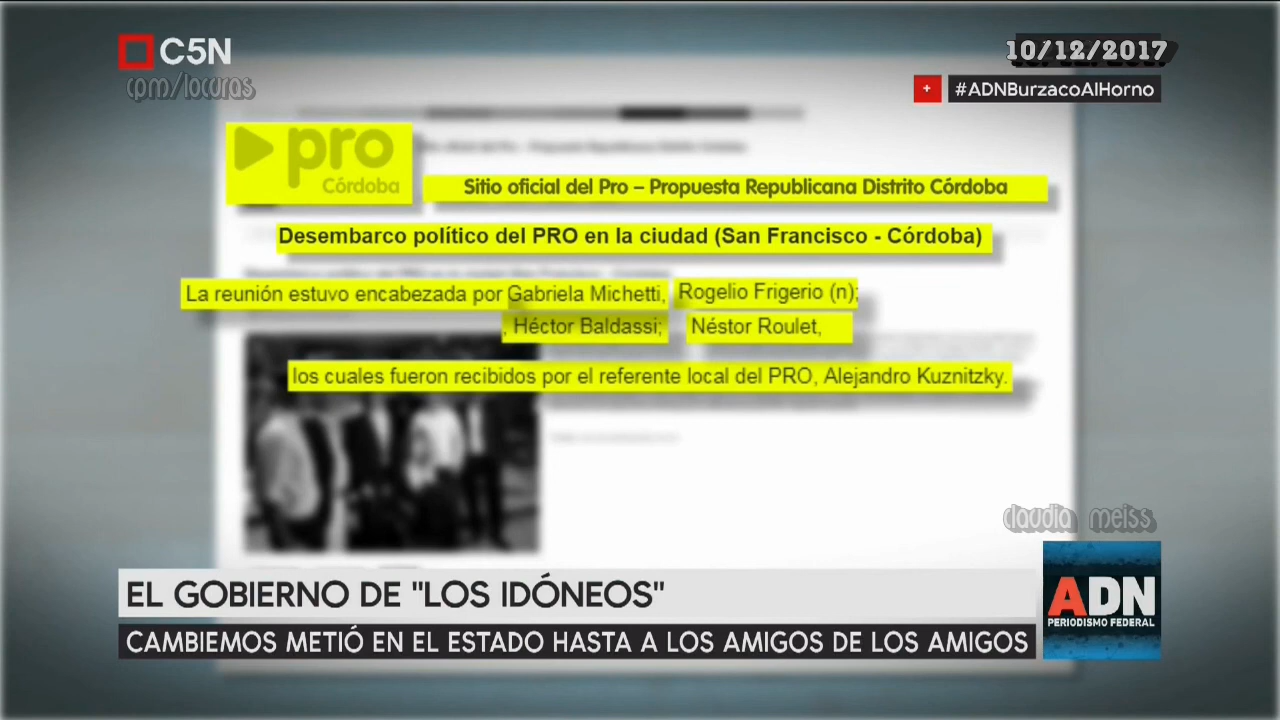 C5N
cpm/locuras
10/12/2017
+ #ADNBurzacoAlHorno
pro
Córdoba
Sitio oficial del Pro – Propuesta Republicana Distrito Córdoba
Desembarco político del PRO en la ciudad (San Francisco - Córdoba)
La reunión estuvo encabezada por Gabriela Michetti, Rogelio Frigerio (n);
, Héctor Baldassi; Néstor Roulet,
los cuales fueron recibidos por el referente local del PRO, Alejandro Kuznitzky.
claudia meiss
EL GOBIERNO DE "LOS IDÓNEOS"
CAMBIEMOS METIÓ EN EL ESTADO HASTA A LOS AMIGOS DE LOS AMIGOS
ADN
PERIODISMO FEDERAL